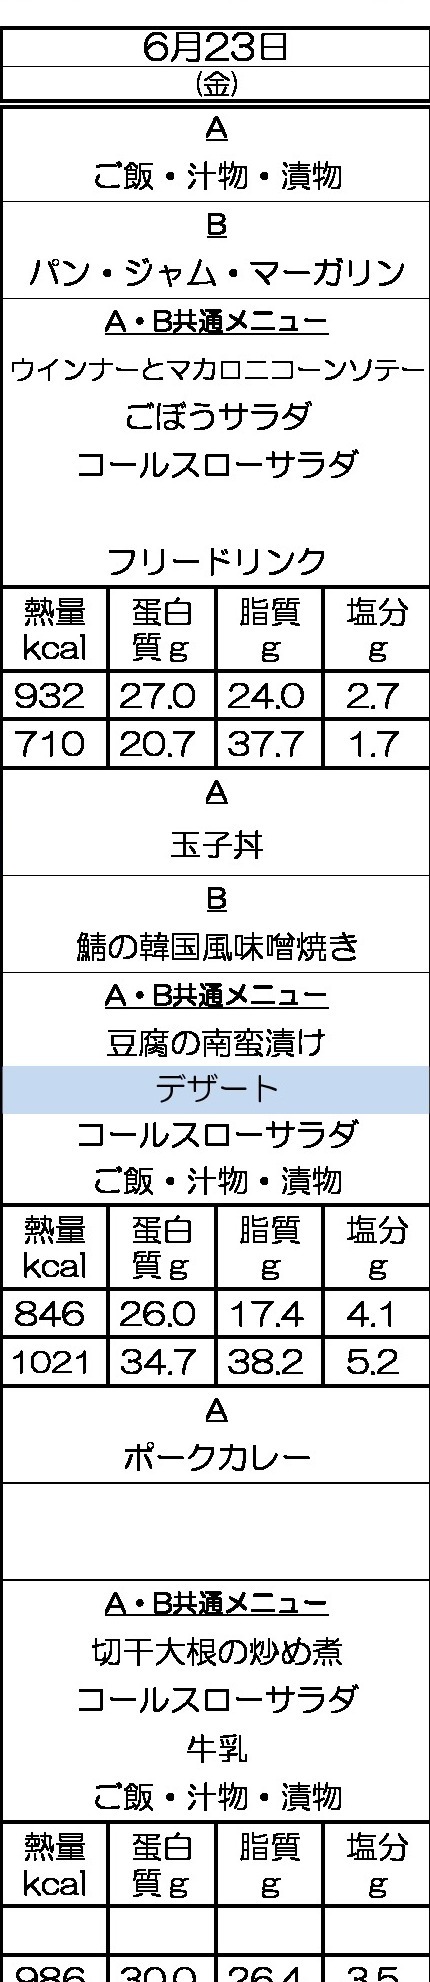 6月23日
(金)
A
ご飯・汁物・漬物
B
パン・ジャム・マーガリン
A・B共通メニュー
ウインナーとマカロニコーンソテー
ごぼうサラダ
コールスローサラダ
フリードリンク
熱量 蛋白 脂質 塩分
kcal 質g g g
932 27.0 24.0 2.7
710 20.7 37.7 1.7
A
玉子丼
B
鯖の韓国風味噌焼き
A・B共通メニュー
豆腐の南蛮漬け
デザート
コールスローサラダ
ご飯・汁物・漬物
熱量 蛋白 脂質 塩分
kcal 質g g g
846 26.0 17.4 4.1
1021 34.7 38.2 5.2
A
ポークカレー
A・B共通メニュー
切干大根の炒め煮
コールスローサラダ
牛乳
ご飯・汁物・漬物
熱量 蛋白 脂質 塩分
kcal 質g g g
986 30.0 26.4 3.5